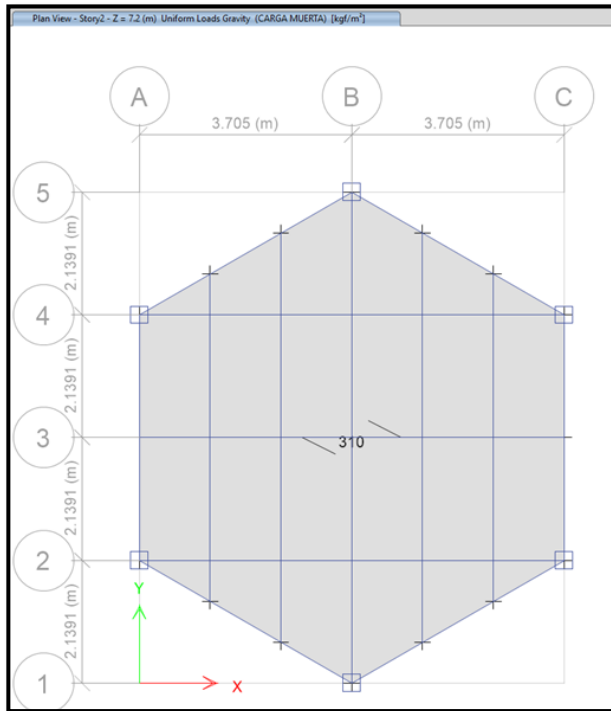 Plan View - Story2 - Z = 7.2 (m)  Uniform Loads Gravity  (CARGA MUERTA)  [kgf/m²]
A
B
C
3.705 (m)
3.705 (m)
5
2.1391 (m)
4
2.1391 (m)
3
310
2.1391 (m)
2
Y
2.1391 (m)
1
X